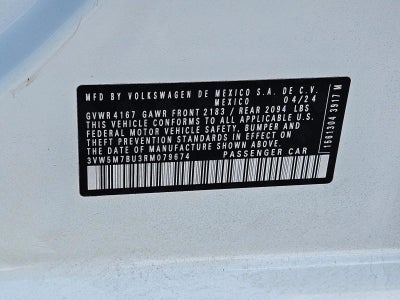 MFD BY VOLKSWAGEN DE MEXICO S.A. DE C.V.
MEXICO 04/24
GVWR 4167 GAWR FRONT 2183 / REAR 2094 LBS
THIS VEHICLE CONFORMS TO ALL APPLICABLE U.S.
FEDERAL MOTOR VEHICLE SAFETY, BUMPER AND
THEFT PREVENTION STANDARDS IN EFFECT ON
THE DATE OF MANUFACTURE SHOWN ABOVE.
3VW5M7BU3RM079674 PASSENGER CAR
1561304 3917 M